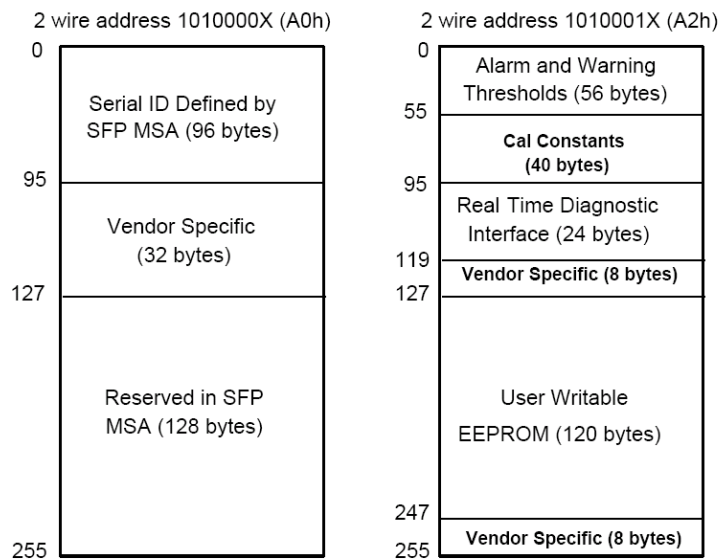 2 wire address 1010000X (A0h)
0
Serial ID Defined by
SFP MSA (96 bytes)
95
Vendor Specific
(32 bytes)
127
Reserved in SFP
MSA (128 bytes)
255
2 wire address 1010001X (A2h)
0
Alarm and Warning
Thresholds (56 bytes)
55
Cal Constants
(40 bytes)
95
Real Time Diagnostic
Interface (24 bytes)
119
Vendor Specific (8 bytes)
127
User Writable
EEPROM (120 bytes)
247
Vendor Specific (8 bytes)
255